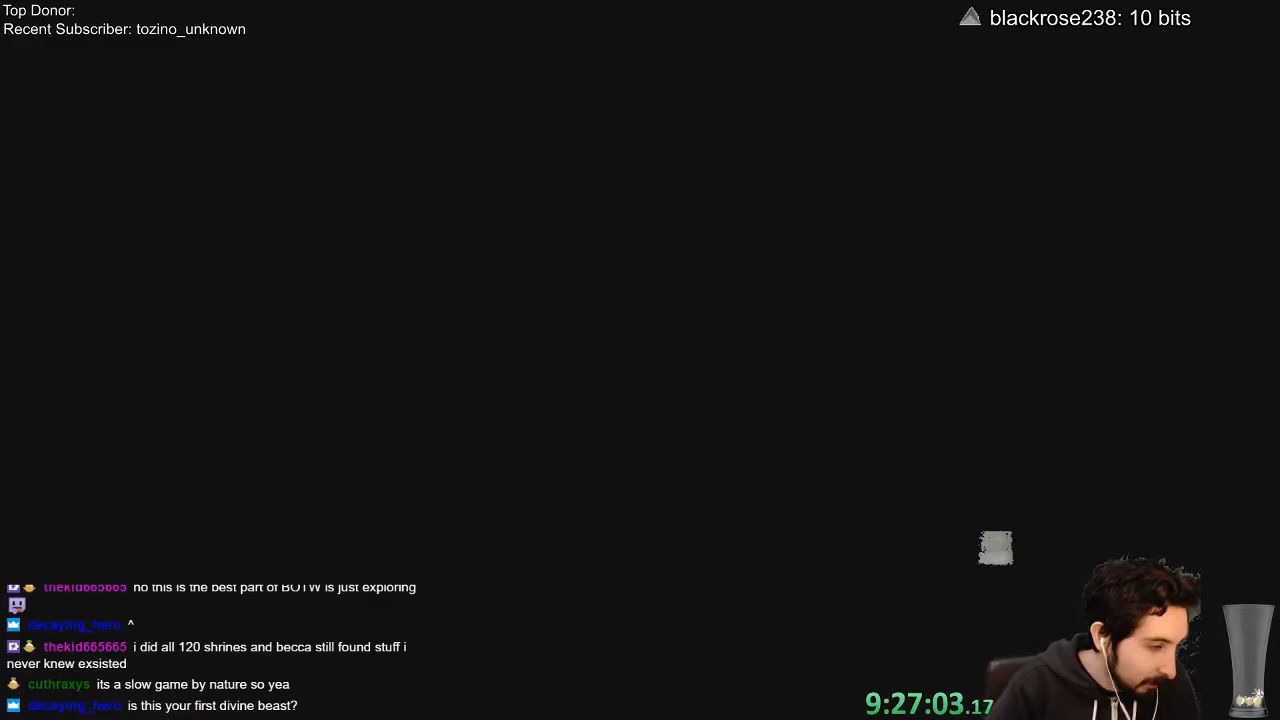 Top Donor:
Recent Subscriber: tozino_unknown
blackrose238: 10 bits
thekid665665 no this is the best part of BOTW is just exploring
decaying_hero ^
thekid665665 i did all 120 shrines and becca still found stuff i
never knew exsisted
cuthraxys its a slow game by nature so yea
decaying_hero is this your first divine beast?
9:27:03.17